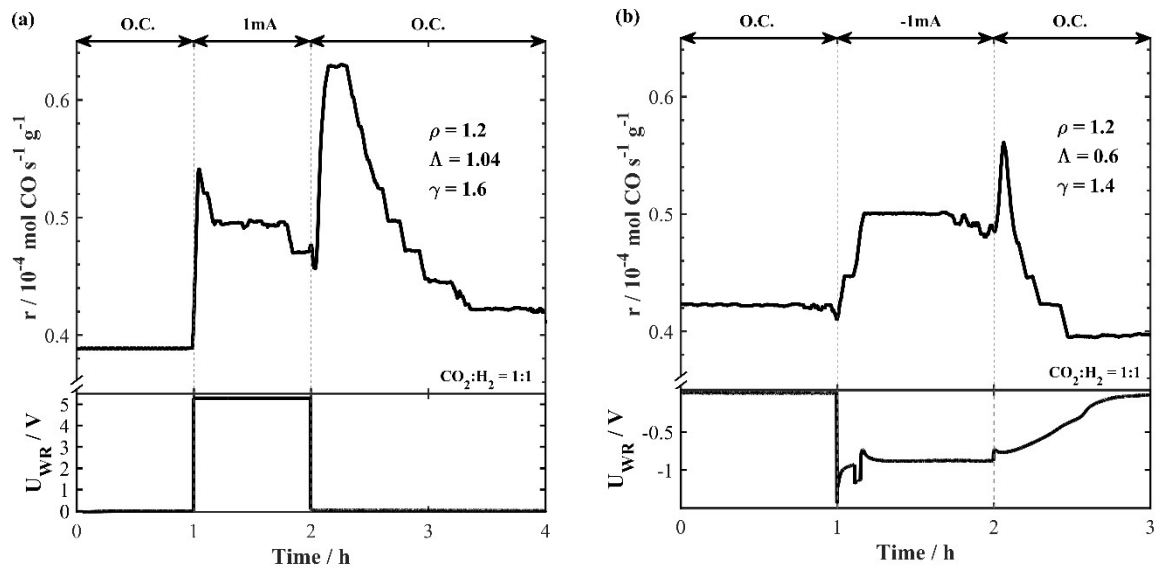 (a)
O.C. 1mA O.C.
r / 10⁻⁴ mol CO s⁻¹ g⁻¹
0.6
0.5
0.4
ρ = 1.2
Λ = 1.04
γ = 1.6
CO₂:H₂ = 1:1
U_WR / V
5
4
3
2
1
0
0 1 2 3 4
Time / h
(b)
O.C. -1mA O.C.
r / 10⁻⁴ mol CO s⁻¹ g⁻¹
0.6
0.5
0.4
ρ = 1.2
Λ = 0.6
γ = 1.4
CO₂:H₂ = 1:1
U_WR / V
-0.5
-1
0 1 2 3
Time / h